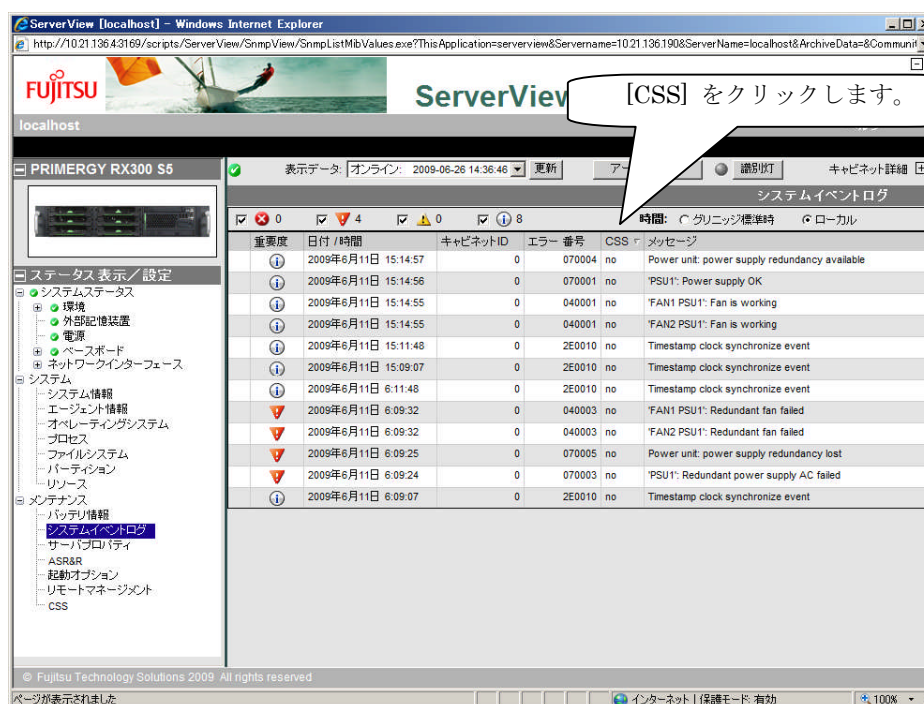 ServerView [localhost] - Windows Internet Explorer
http://10.21.136.4:3169/scripts/ServerView/SnmpView/SnmpListMibValues.exe?ThisApplication=serverview&Servername=10.21.136.190&ServerName=localhost&ArchiveData=&Communit
FUJITSU
ServerView
[CSS] をクリックします。
localhost
PRIMERGY RX300 S5
表示データ: オンライン: 2009-06-26 14:36:46 更新 識別灯 キャビネット詳細
システムイベントログ
0 4 0 8 時間: グリニッジ標準時 ローカル
重要度 日付 / 時間 キャビネットID エラー 番号 CSS メッセージ
2009年6月11日 15:14:57 0 070004 no Power unit: power supply redundancy available
2009年6月11日 15:14:56 0 070001 no 'PSU1': Power supply OK
2009年6月11日 15:14:55 0 040001 no 'FAN1 PSU1': Fan is working
2009年6月11日 15:14:55 0 040001 no 'FAN2 PSU1': Fan is working
2009年6月11日 15:11:48 0 2E0010 no Timestamp clock synchronize event
2009年6月11日 15:09:07 0 2E0010 no Timestamp clock synchronize event
2009年6月11日 6:11:48 0 2E0010 no Timestamp clock synchronize event
2009年6月11日 6:09:32 0 040003 no 'FAN1 PSU1': Redundant fan failed
2009年6月11日 6:09:32 0 040003 no 'FAN2 PSU1': Redundant fan failed
2009年6月11日 6:09:25 0 070005 no Power unit: power supply redundancy lost
2009年6月11日 6:09:24 0 070003 no 'PSU1': Redundant power supply AC failed
2009年6月11日 6:09:07 0 2E0010 no Timestamp clock synchronize event
ステータス表示／設定
システムステータス
環境
外部記憶装置
電源
ベースボード
ネットワークインターフェース
システム
システム情報
エージェント情報
オペレーティングシステム
プロセス
ファイルシステム
パーティション
リソース
メンテナンス
バッテリ情報
システムイベントログ
サーバプロパティ
ASR&R
起動オプション
リモートマネージメント
CSS
© Fujitsu Technology Solutions 2009 All rights reserved
ページが表示されました
インターネット | 保護モード: 有効 100%